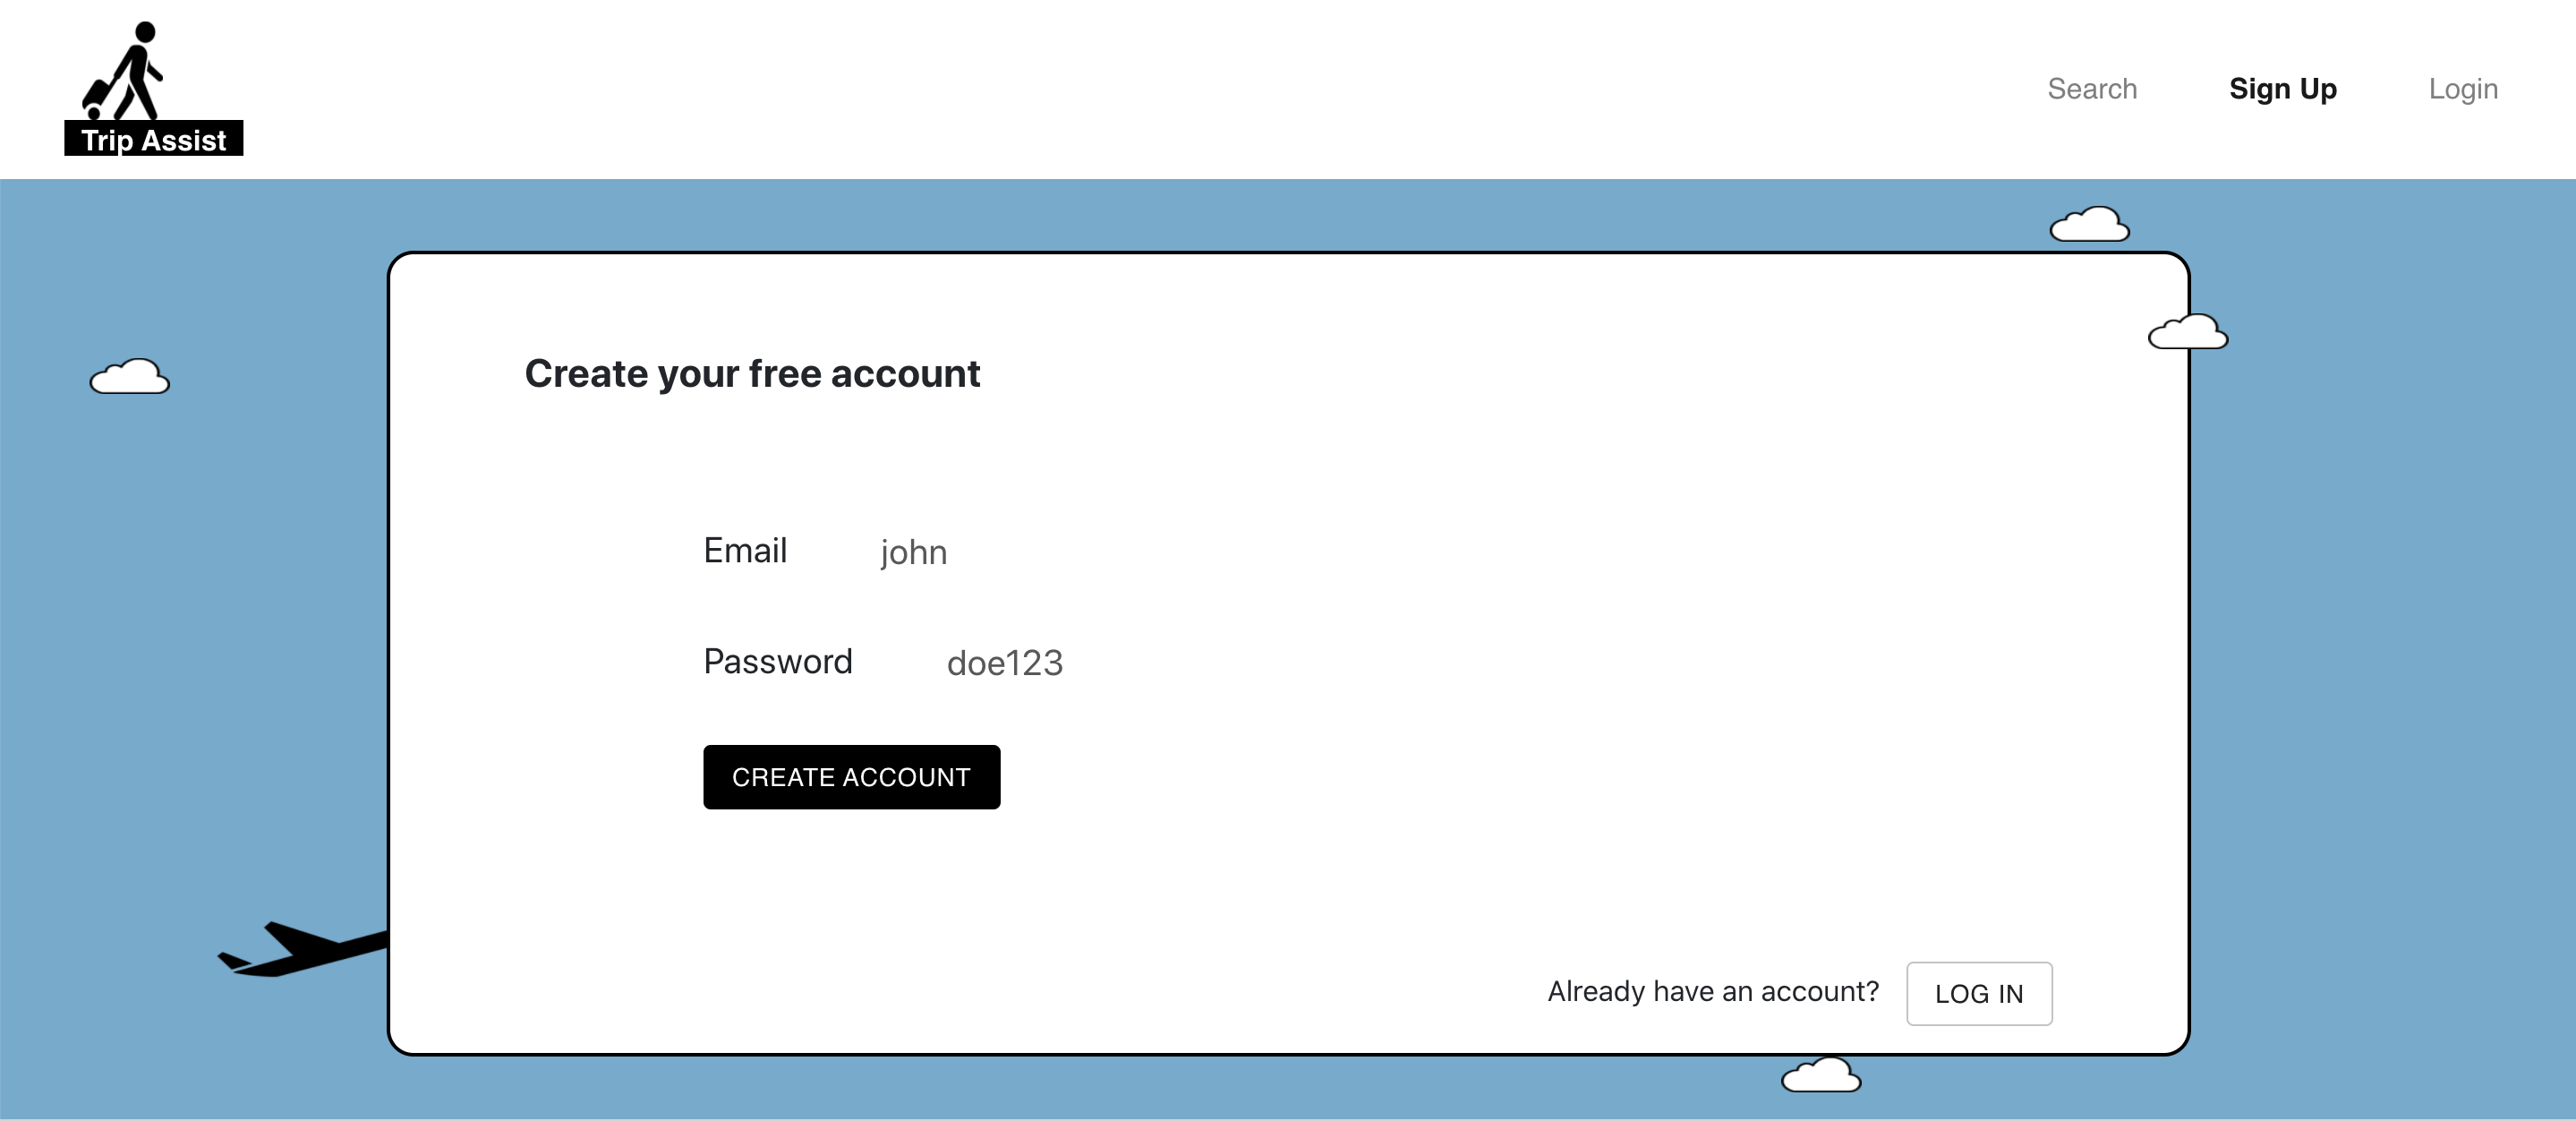 Trip Assist
Search Sign Up Login
Create your free account
Email john
Password doe123
CREATE ACCOUNT
Already have an account? LOG IN